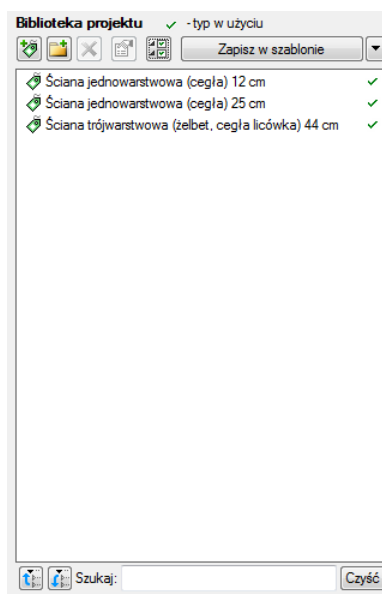 Biblioteka projektu ✓ - typ w użyciu
Zapisz w szablonie
Ściana jednowarstwowa (cegła) 12 cm
Ściana jednowarstwowa (cegła) 25 cm
Ściana trójwarstwowa (żelbet, cegła licówka) 44 cm
Szukaj: Czyść